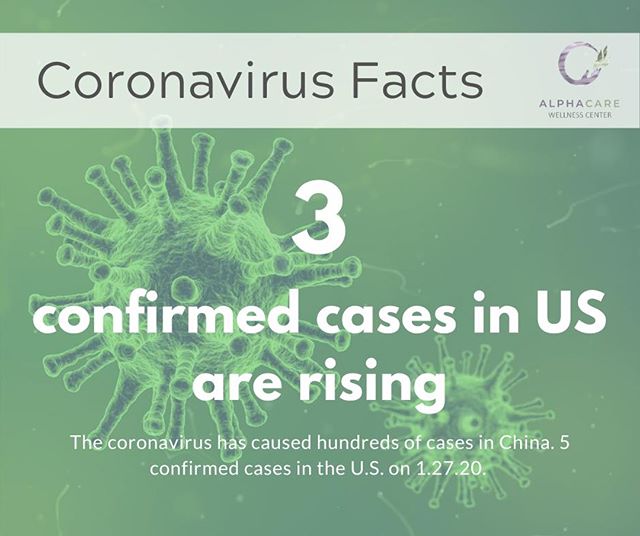 Coronavirus Facts
ALPHACARE
WELLNESS CENTER
3
confirmed cases in US
are rising
The coronavirus has caused hundreds of cases in China. 5
confirmed cases in the U.S. on 1.27.20.